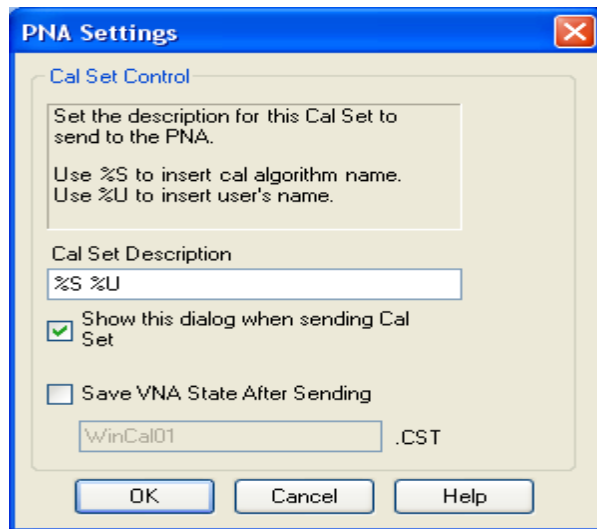 PNA Settings
Cal Set Control
Set the description for this Cal Set to
send to the PNA.
Use %S to insert cal algorithm name.
Use %U to insert user's name.
Cal Set Description
%S %U
Show this dialog when sending Cal
Set
Save VNA State After Sending
WinCal01 .CST
OK Cancel Help